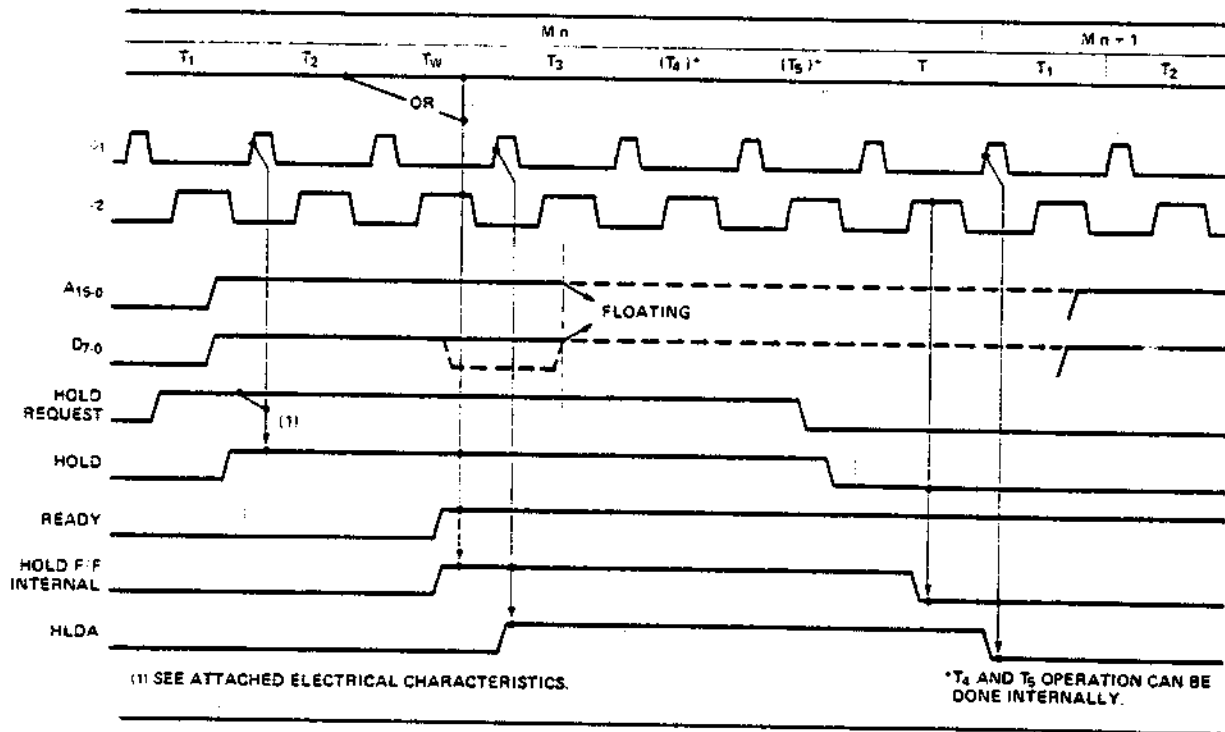 M n
M n + 1
T1 T2 TW T3 (T4)* (T5)* T T1 T2
OR
A15-0
FLOATING
D7-0
HOLD
REQUEST
(1)
HOLD
READY
HOLD F/F
INTERNAL
HLDA
(1) SEE ATTACHED ELECTRICAL CHARACTERISTICS.
*T4 AND T5 OPERATION CAN BE
DONE INTERNALLY.